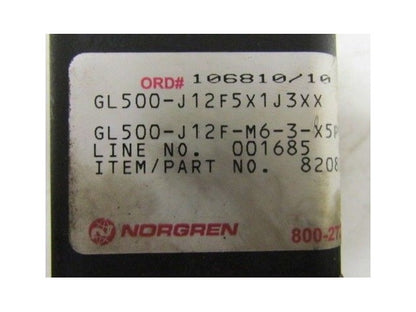 ORD# 106810/10
GL500-J12F5X1J3XX
GL500-J12F-M6-3-X5
LINE NO. 001685
ITEM/PART NO. 8208
NORGREN 800-27